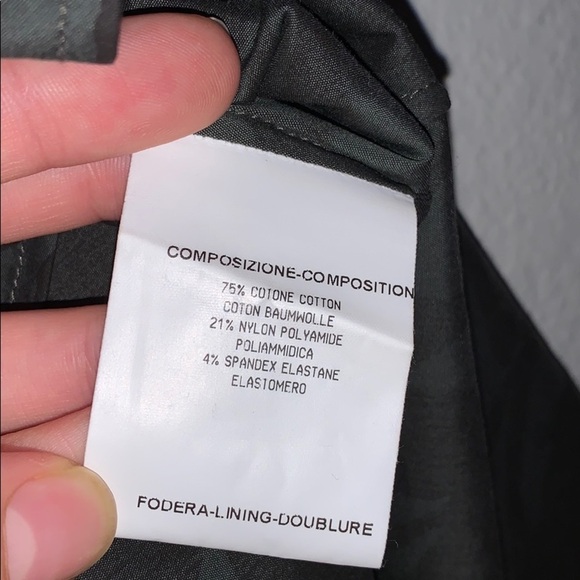 COMPOSIZIONE-COMPOSITION
75% COTONE COTTON
COTON BAUMWOLLE
21% NYLON POLYAMIDE
POLIAMMIDICA
4% SPANDEX ELASTANE
ELASTOMERO
FODERA-LINING-DOUBLURE